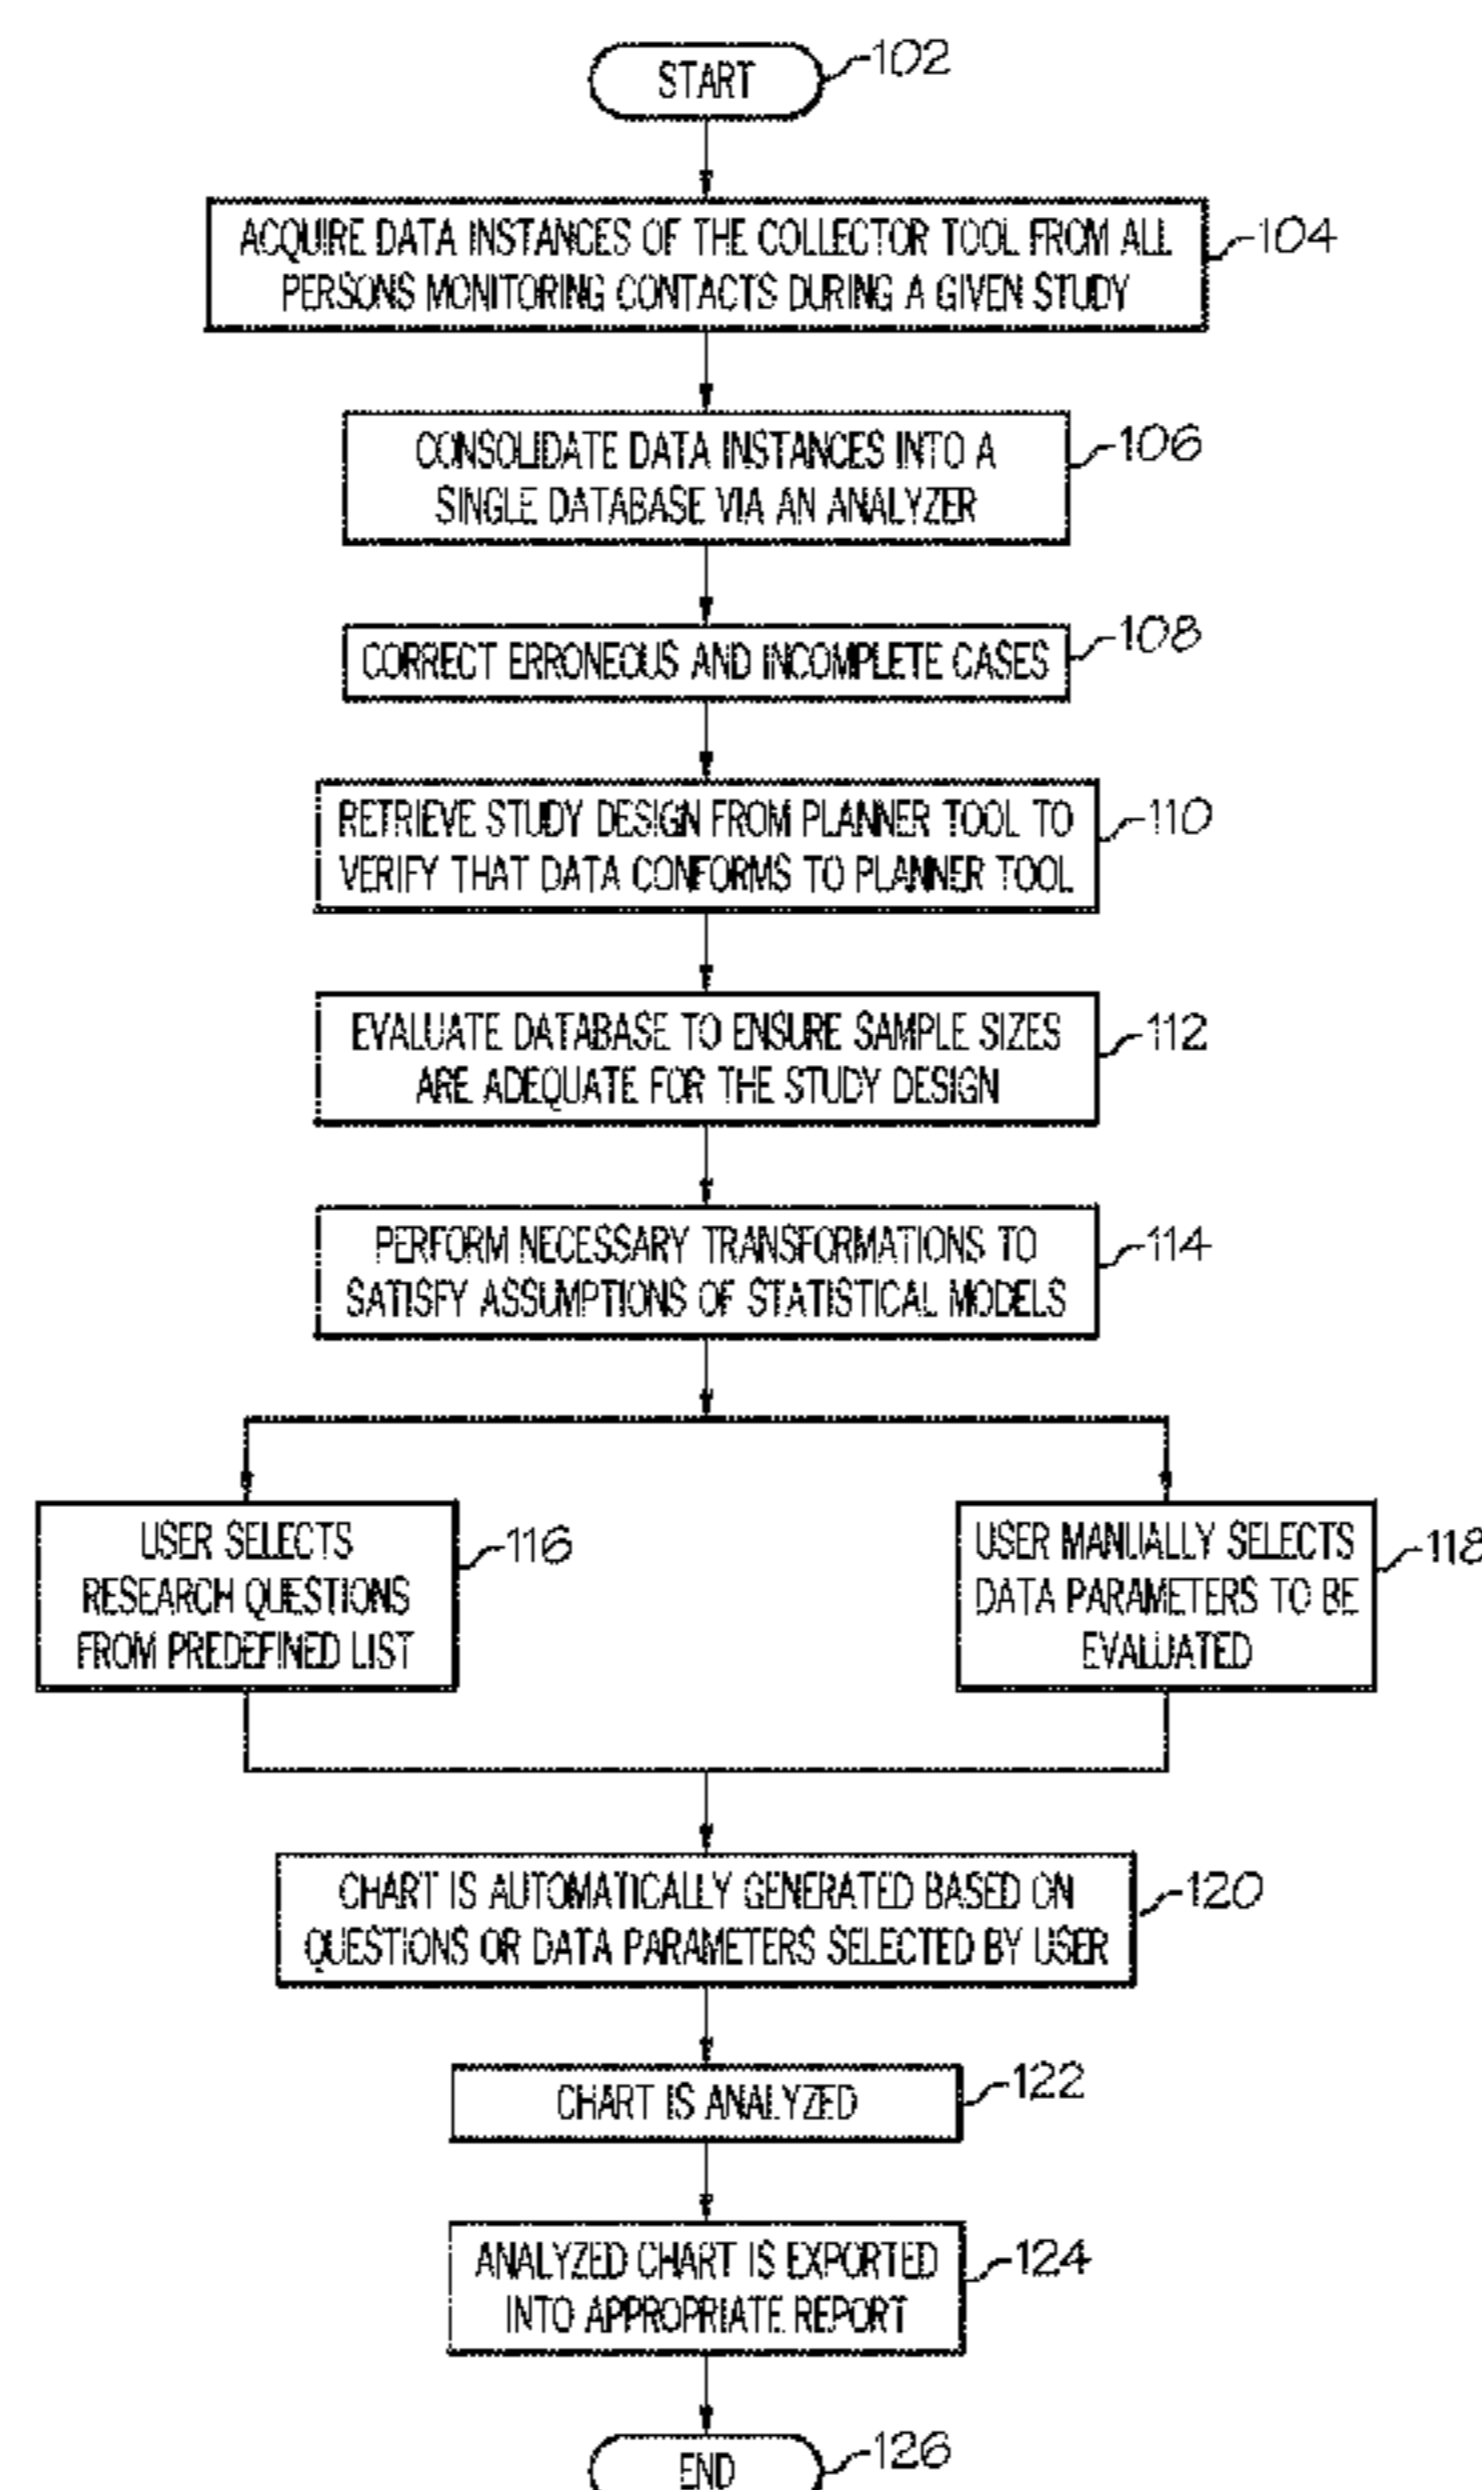 START
102
ACQUIRE DATA INSTANCES OF THE COLLECTOR TOOL FROM ALL
PERSONS MONITORING CONTACTS DURING A GIVEN STUDY
104
CONSOLIDATE DATA INSTANCES INTO A
SINGLE DATABASE VIA AN ANALYZER
106
CORRECT ERRONEOUS AND INCOMPLETE CASES
108
RETRIEVE STUDY DESIGN FROM PLANNER TOOL TO
VERIFY THAT DATA CONFORMS TO PLANNER TOOL
110
EVALUATE DATABASE TO ENSURE SAMPLE SIZES
ARE ADEQUATE FOR THE STUDY DESIGN
112
PERFORM NECESSARY TRANSFORMATIONS TO
SATISFY ASSUMPTIONS OF STATISTICAL MODELS
114
USER SELECTS
RESEARCH QUESTIONS
FROM PREDEFINED LIST
116
USER MANUALLY SELECTS
DATA PARAMETERS TO BE
EVALUATED
118
CHART IS AUTOMATICALLY GENERATED BASED ON
QUESTIONS OR DATA PARAMETERS SELECTED BY USER
120
CHART IS ANALYZED
122
ANALYZED CHART IS EXPORTED
INTO APPROPRIATE REPORT
124
END
126